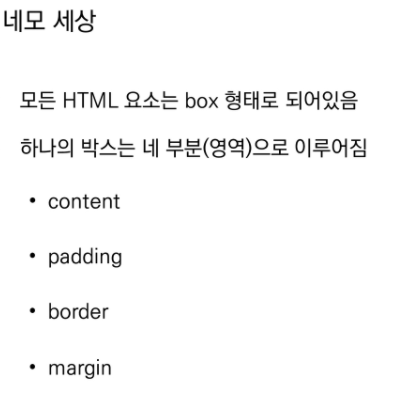 네모 세상
모든 HTML 요소는 box 형태로 되어있음
하나의 박스는 네 부분(영역)으로 이루어짐
• content
• padding
• border
• margin